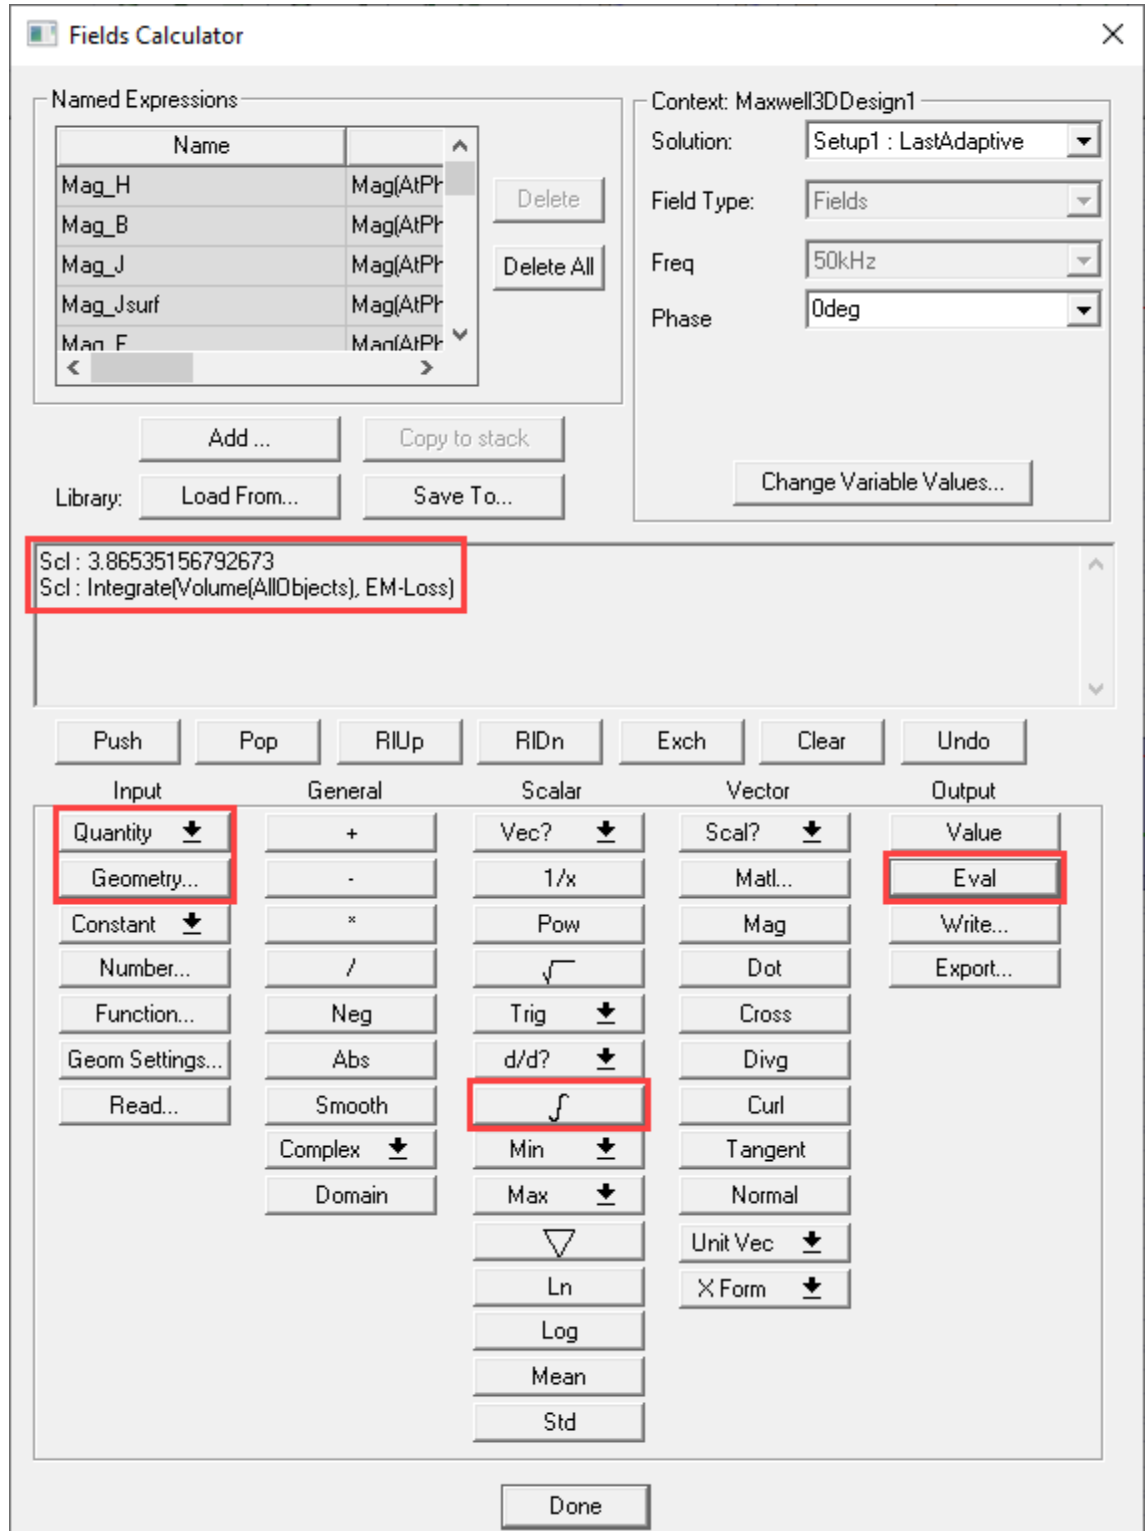 Fields Calculator
Named Expressions
Name
Mag_H Mag(AtPh
Mag_B Mag(AtPh
Mag_J Mag(AtPh
Mag_Jsurf Mag(AtPh
Mag_E Mag(AtPh
Delete
Delete All
Context: Maxwell3DDesign1
Solution: Setup1 : LastAdaptive
Field Type: Fields
Freq 50kHz
Phase 0deg
Change Variable Values...
Add ... Copy to stack
Library: Load From... Save To...
Scl : 3.86535156792673
Scl : Integrate(Volume(AllObjects), EM-Loss)
Push Pop RlUp RlDn Exch Clear Undo
Input General Scalar Vector Output
Quantity + Vec? Scal? Value
Geometry... - 1/x Matl... Eval
Constant * Pow Mag Write...
Number... / √ Dot Export...
Function... Neg Trig Cross
Geom Settings... Abs d/d? Divg
Read... Smooth ∫ Curl
Complex Min Tangent
Domain Max Normal
▽ Unit Vec
Ln X Form
Log
Mean
Std
Done